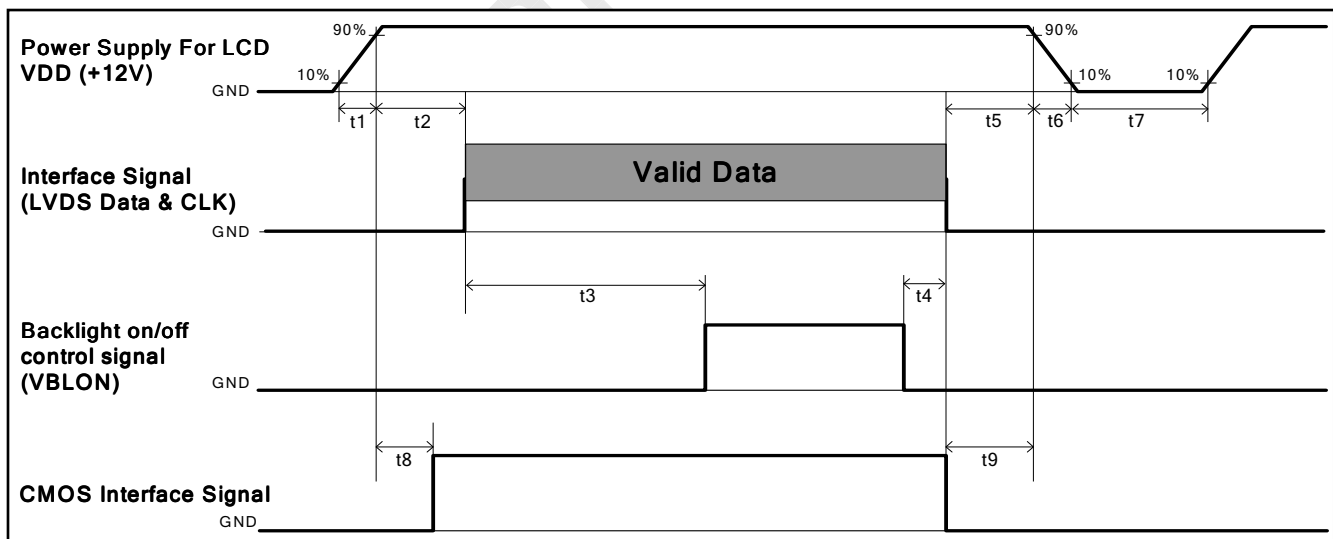 Power Supply For LCD
VDD (+12V)
90%
10%
GND
90%
10%
10%
t1
t2
t5
t6
t7
Interface Signal
(LVDS Data & CLK)
Valid Data
GND
t3
t4
Backlight on/off
control signal
(VBLON)
GND
t8
t9
CMOS Interface Signal
GND